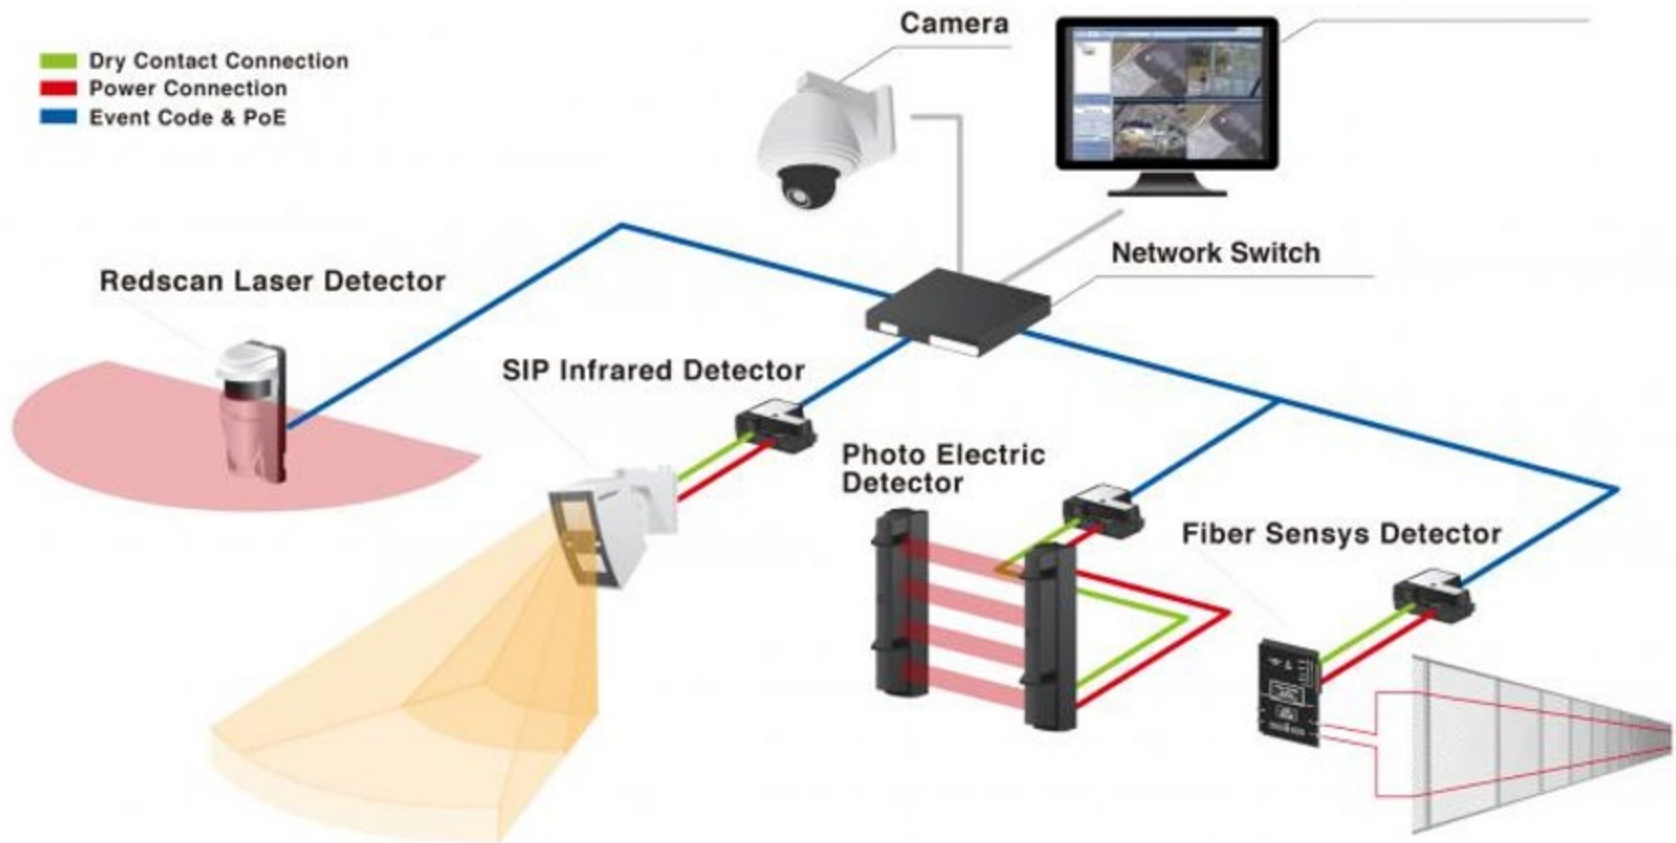 Camera
Dry Contact Connection
Power Connection
Event Code & PoE
Network Switch
Redscan Laser Detector
SIP Infrared Detector
Photo Electric
Detector
Fiber Sensys Detector